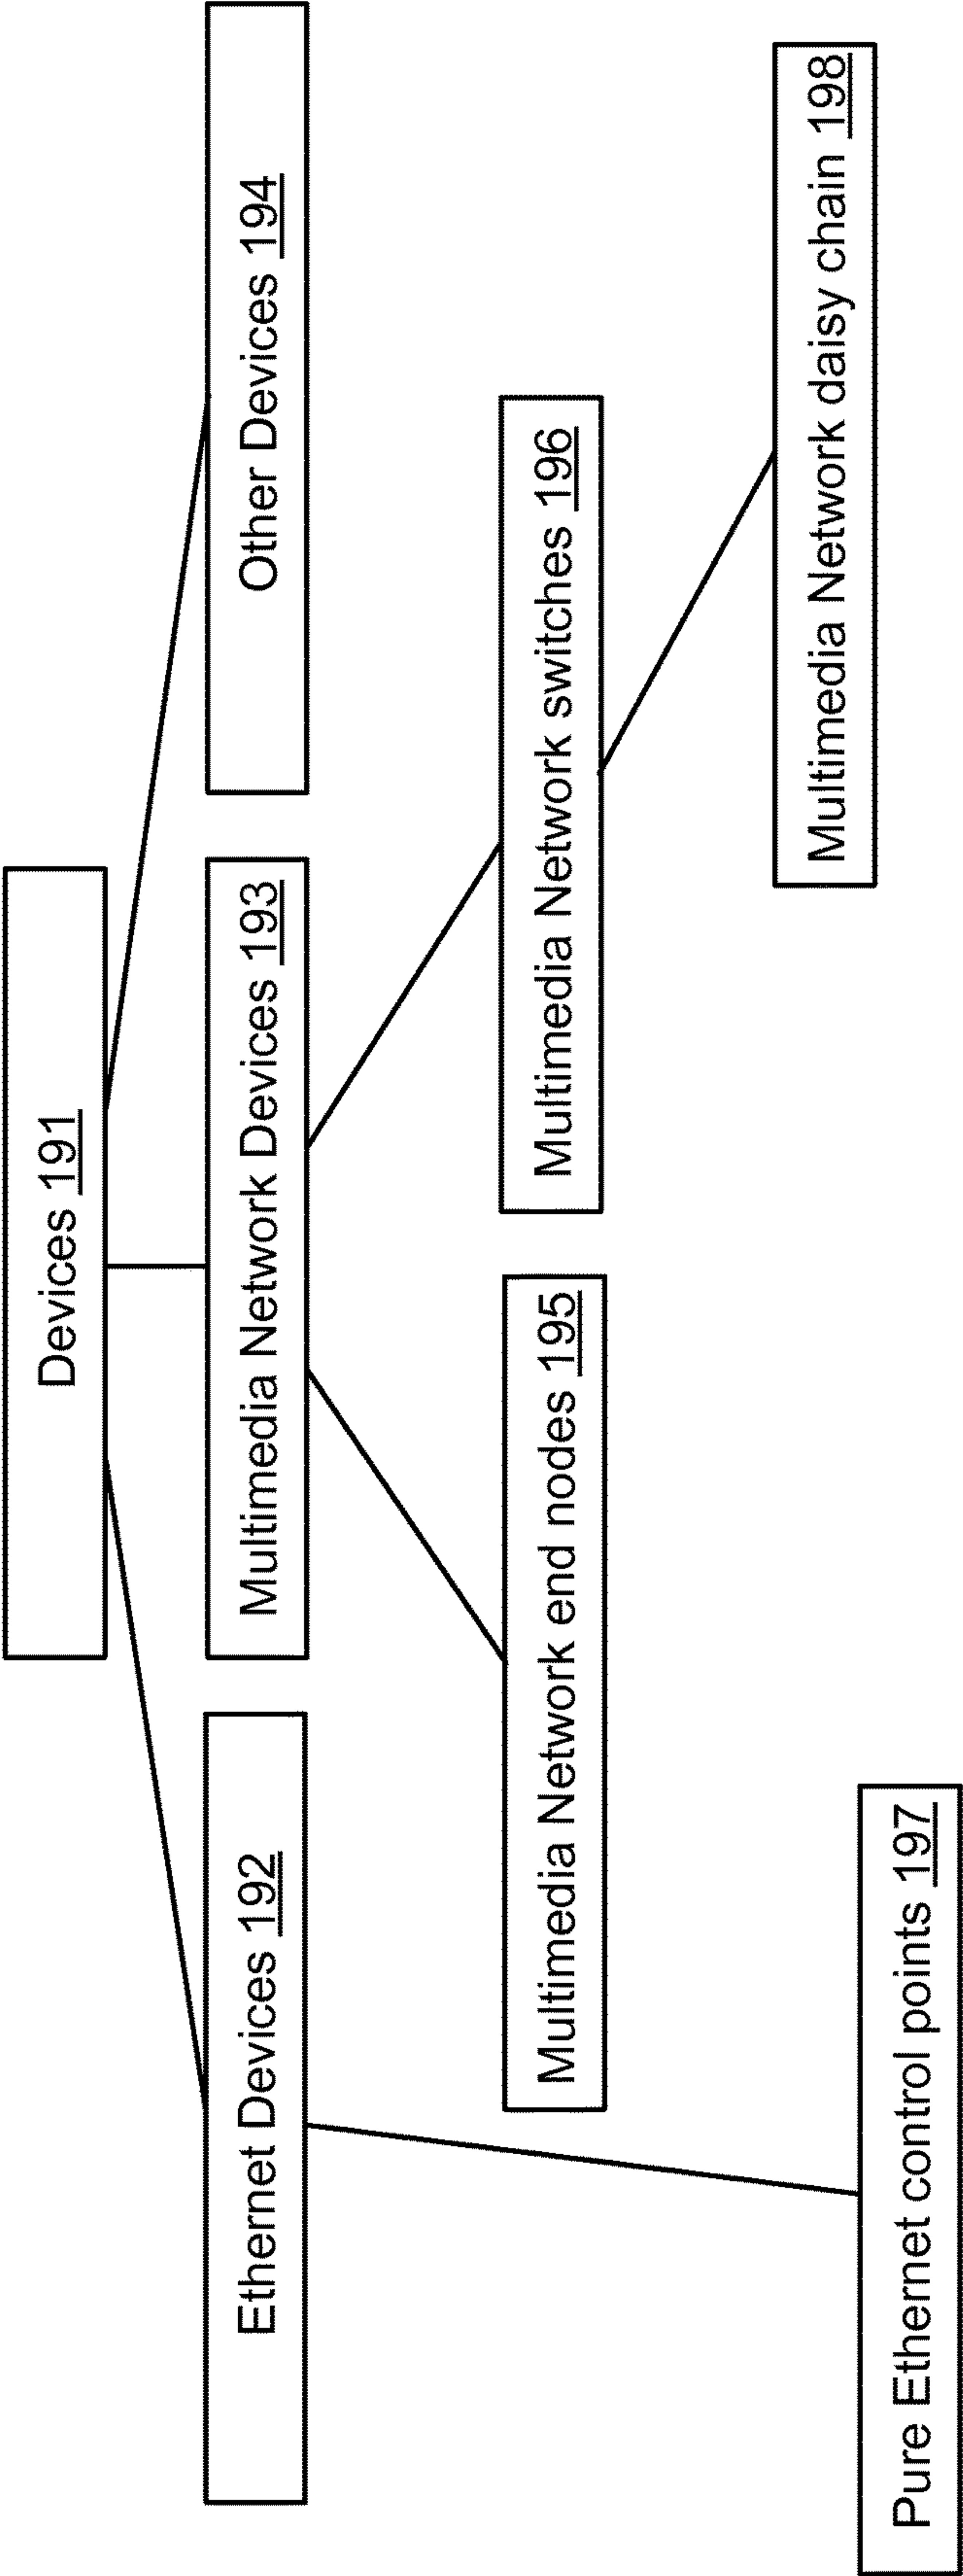 Devices 191
Ethernet Devices 192
Multimedia Network Devices 193
Other Devices 194
Multimedia Network end nodes 195
Multimedia Network switches 196
Pure Ethernet control points 197
Multimedia Network daisy chain 198